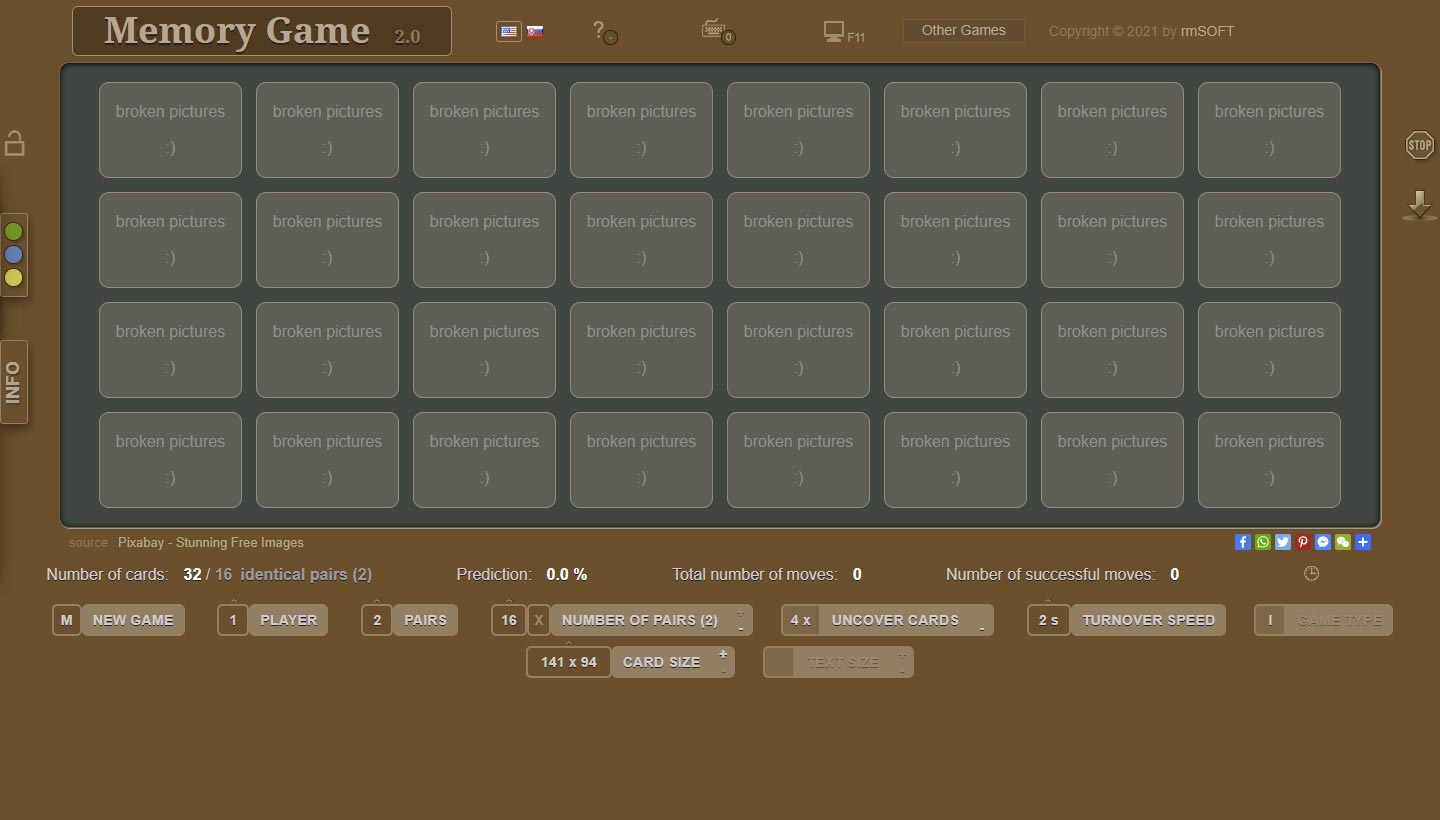 Memory Game 2.0
? -
0
F11
Other Games
Copyright © 2021 by rmSOFT
STOP
INFO
broken pictures broken pictures broken pictures broken pictures broken pictures broken pictures broken pictures broken pictures
:) :) :) :) :) :) :) :)
broken pictures broken pictures broken pictures broken pictures broken pictures broken pictures broken pictures broken pictures
:) :) :) :) :) :) :) :)
broken pictures broken pictures broken pictures broken pictures broken pictures broken pictures broken pictures broken pictures
:) :) :) :) :) :) :) :)
broken pictures broken pictures broken pictures broken pictures broken pictures broken pictures broken pictures broken pictures
:) :) :) :) :) :) :) :)
source Pixabay - Stunning Free Images
Number of cards: 32 / 16 identical pairs (2) Prediction: 0.0 % Total number of moves: 0 Number of successful moves: 0
M NEW GAME 1 PLAYER 2 PAIRS 16 X NUMBER OF PAIRS (2) + - 4 x UNCOVER CARDS - 2 s TURNOVER SPEED I GAME TYPE
141 x 94 CARD SIZE + - TEXT SIZE + -